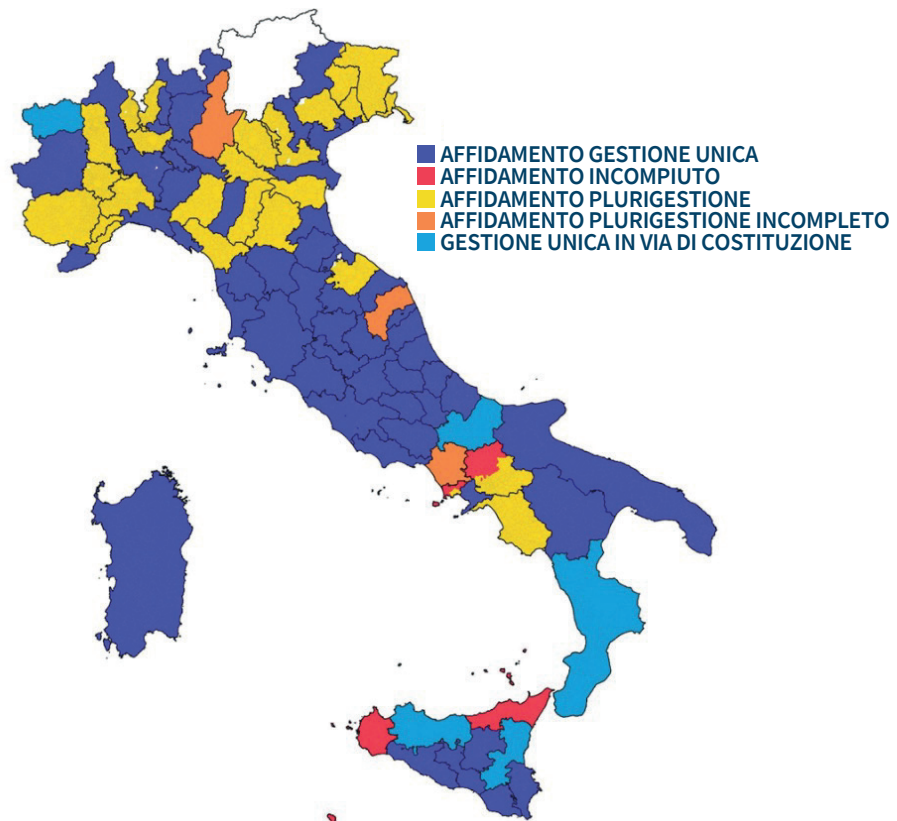 AFFIDAMENTO GESTIONE UNICA
AFFIDAMENTO INCOMPIUTO
AFFIDAMENTO PLURIGESTIONE
AFFIDAMENTO PLURIGESTIONE INCOMPLETO
GESTIONE UNICA IN VIA DI COSTITUZIONE